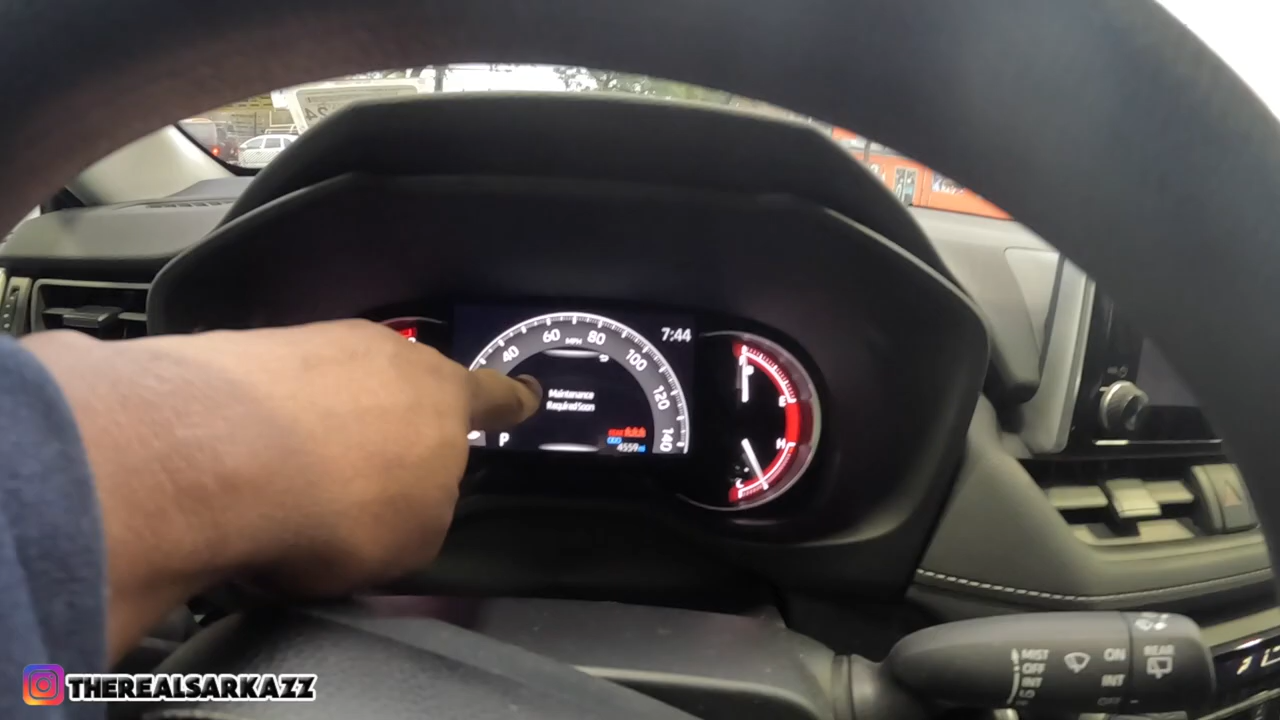 7:44
60
80
MPH
40
100
120
140
Maintenance
Required Soon
P
4559
E
H
C
MIST
OFF
INT
LO
ON
INT
OFF
REAR
THEREALSARKAZZ